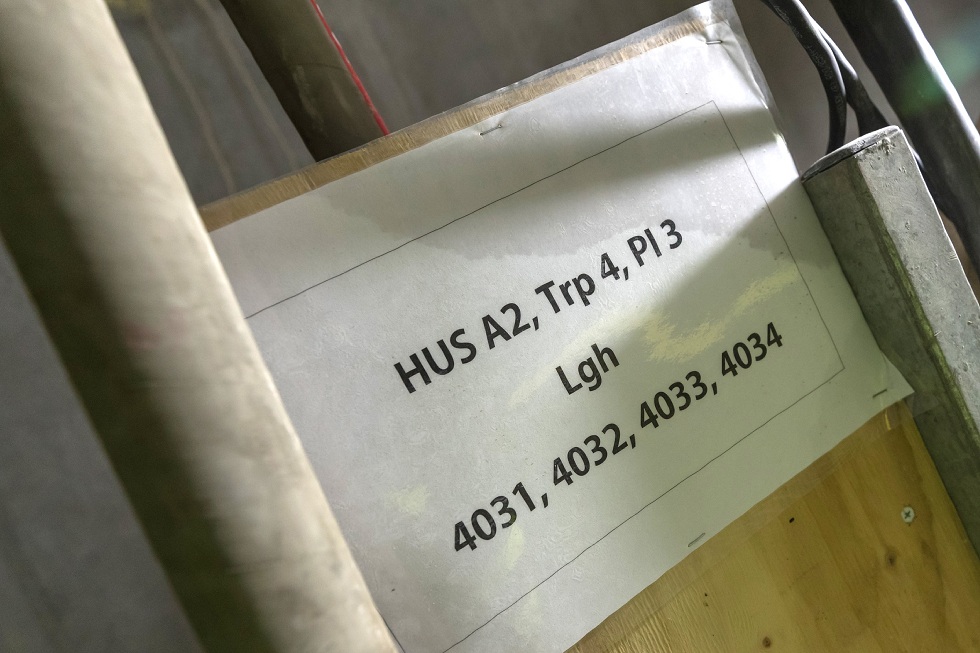 HUS A2, Trp 4, Pl 3
Lgh
4031, 4032, 4033, 4034